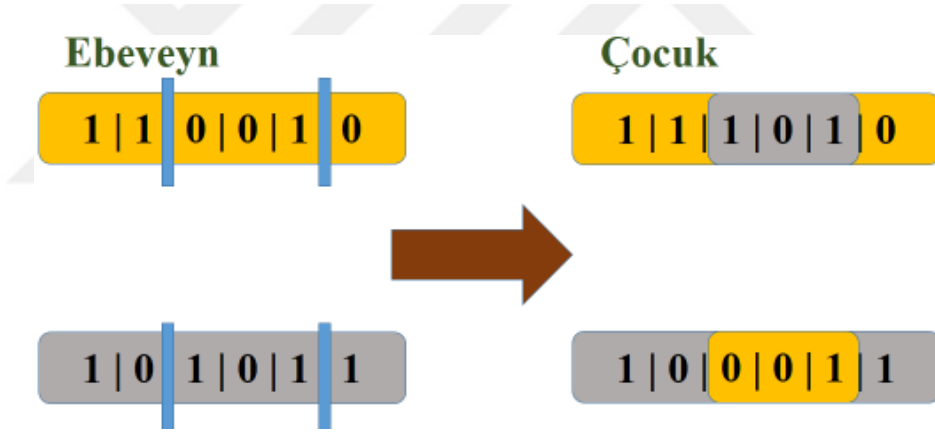 Ebeveyn
Çocuk
1 | 1 0 | 0 | 1 0
1 | 1 | 1 | 0 | 1 | 0
1 | 0 1 | 0 | 1 1
1 | 0 | 0 | 0 | 1 | 1